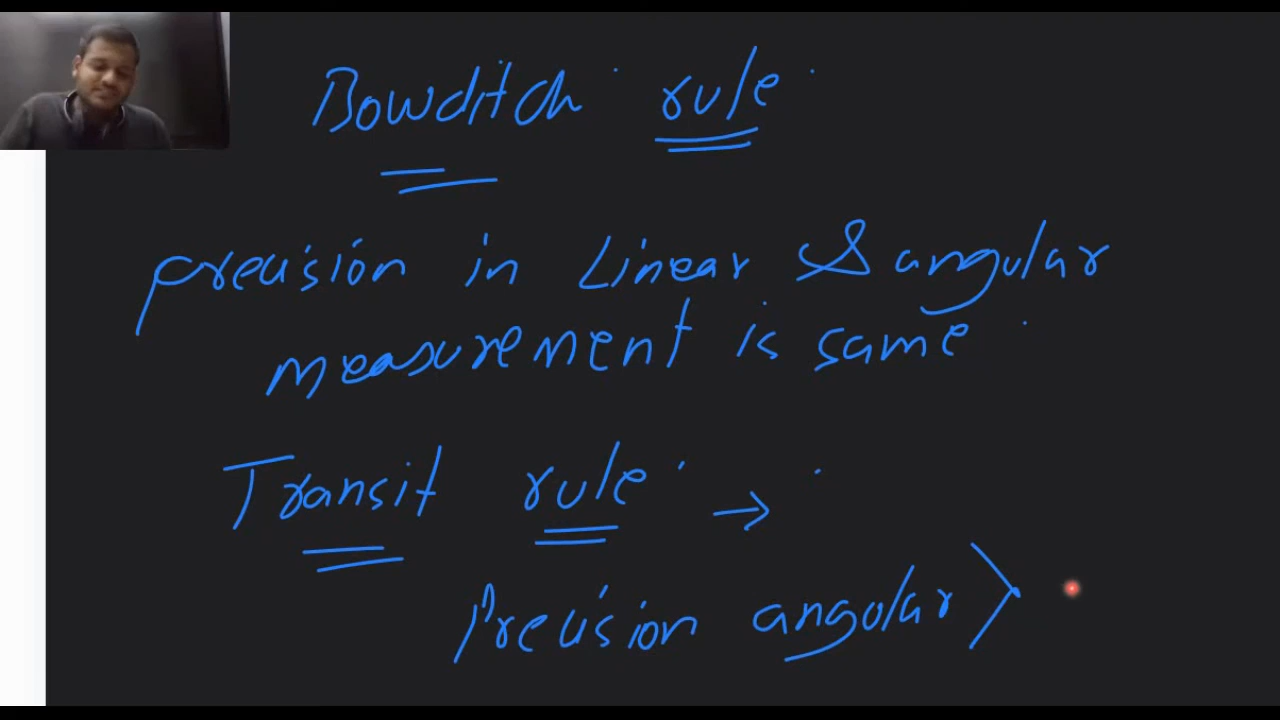 Bowditch rule
precision in Linear & angular
measurement is same
Transit rule →
Precision angular >